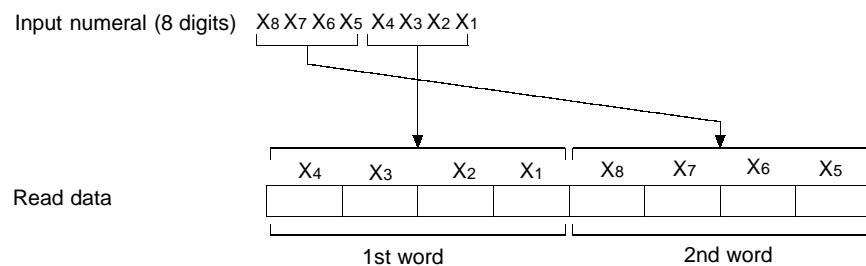 Input numeral (8 digits) X8 X7 X6 X5 X4 X3 X2 X1
X4 X3 X2 X1 X8 X7 X6 X5
Read data
1st word 2nd word